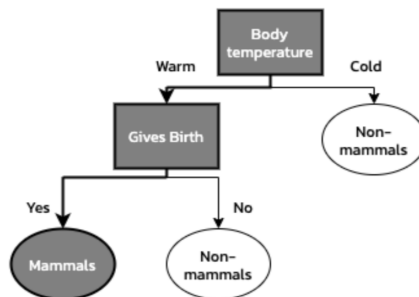 Body
temperature
Warm
Cold
Gives Birth
Non-
mammals
Yes
No
Mammals
Non-
mammals